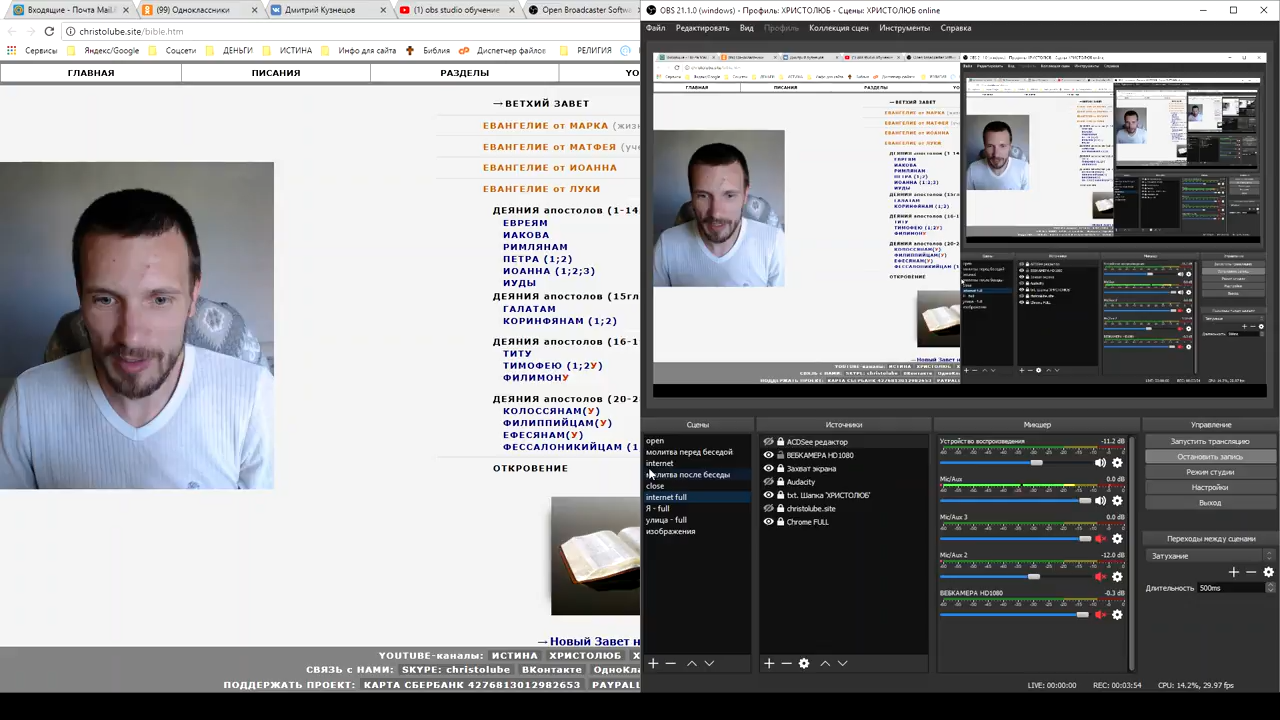 Входящие - Почта Mail
(99) Одноклассники
Дмитрий Кузнецов
(1) obs studio обучение
Open Broadcaster Softw
christolube.site/bible.htm
Сервисы
Яндекс/Google
Соцсети
ДЕНЬГИ
ИСТИНА
Инфо для сайта
Библия
Диспетчер файлов
РЕЛИГИЯ
ГЛАВНАЯ
ПИСАНИЯ
РАЗДЕЛЫ
YO
→ВЕТХИЙ ЗАВЕТ
ЕВАНГЕЛИЕ от МАРКА (жиз
ЕВАНГЕЛИЕ от МАТФЕЯ (уч
ЕВАНГЕЛИЕ от ИОАННА
ЕВАНГЕЛИЕ от ЛУКИ
ДЕЯНИЯ апостолов (1-14
ЕВРЕЯМ
ИАКОВА
РИМЛЯНАМ
ПЕТРА (1;2)
ИОАННА (1;2;3)
ИУДЫ
ДЕЯНИЯ апостолов (15гл
ГАЛАТАМ
КОРИНФЯНАМ (1;2)
ДЕЯНИЯ апостолов (16-1
ТИТУ
ТИМОФЕЮ (1;2У)
ФИЛИМОНУ
ДЕЯНИЯ апостолов (20-2
КОЛОССЯНАМ(У)
ФИЛИППИЙЦАМ(У)
ЕФЕСЯНАМ(У)
ФЕССАЛОНИКИЙЦАМ (1
ОТКРОВЕНИЕ
→Новый Завет н
YOUTUBE-каналы: ИСТИНА ХРИСТОЛЮБ Х
СВЯЗЬ с НАМИ: SKYPE: christolube ВКонтакте ОдноКла
ПОДДЕРЖАТЬ ПРОЕКТ: КАРТА СБЕРБАНК 4276813012982653 PAYPAL
OBS 21.1.0 (windows) - Профиль: ХРИСТОЛЮБ - Сцены: ХРИСТОЛЮБ online
Файл
Редактировать
Вид
Профиль
Коллекция сцен
Инструменты
Справка
Сцены
open
молитва перед беседой
internet
молитва после беседы
close
internet full
Я - full
улица - full
изображения
Источники
ACDSee редактор
ВЕБКАМЕРА HD1080
Захват экрана
Audacity
txt. Шапка "ХРИСТОЛЮБ"
christolube.site
Chrome FULL
Микшер
Устройство воспроизведения
-11.2 dB
Mic/Aux
0.0 dB
Mic/Aux 3
0.0 dB
Mic/Aux 2
-12.0 dB
ВЕБКАМЕРА HD1080
-0.3 dB
Управление
Запустить трансляцию
Остановить запись
Режим студии
Настройки
Выход
Переходы между сценами
Затухание
Длительность
500ms
LIVE: 00:00:00
REC: 00:03:54
CPU: 14.2%, 29.97 fps